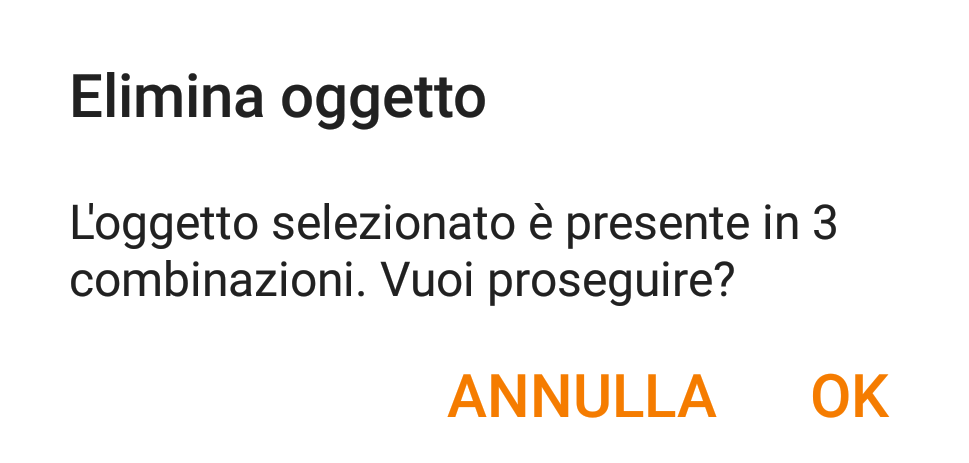 Elimina oggetto
L'oggetto selezionato è presente in 3
combinazioni. Vuoi proseguire?
ANNULLA OK